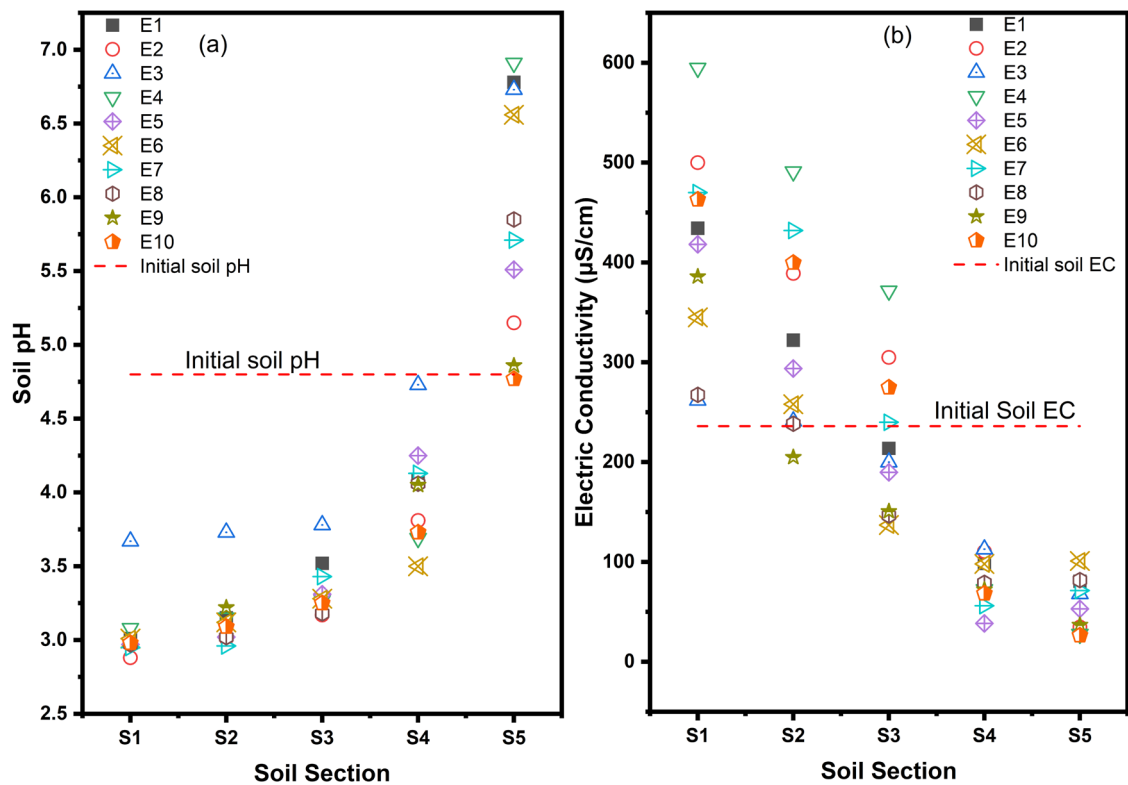 (a)
E1
E2
E3
E4
E5
E6
E7
E8
E9
E10
Initial soil pH
Initial soil pH
7.0
6.5
6.0
5.5
5.0
4.5
4.0
3.5
3.0
2.5
Soil pH
S1 S2 S3 S4 S5
Soil Section
(b)
E1
E2
E3
E4
E5
E6
E7
E8
E9
E10
Initial soil EC
Initial Soil EC
600
500
400
300
200
100
0
Electric Conductivity (µS/cm)
S1 S2 S3 S4 S5
Soil Section